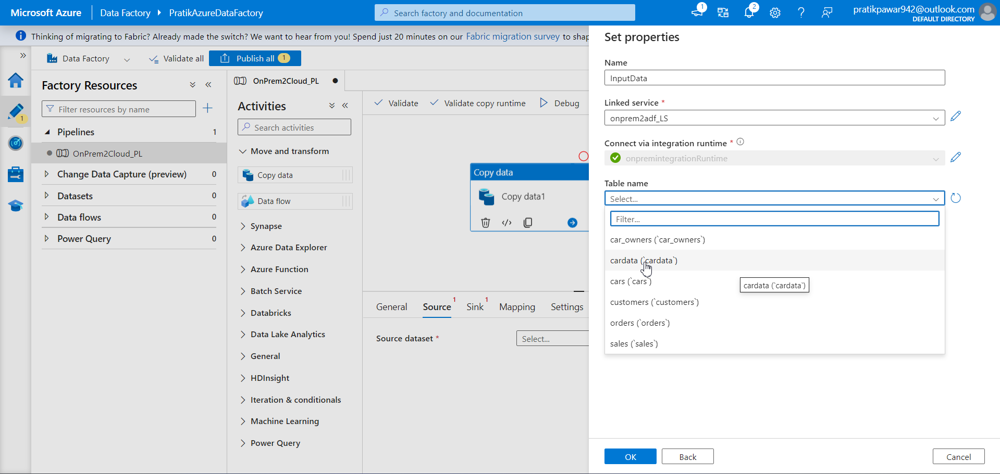 Microsoft Azure
Data Factory
PratikAzureDataFactory
Search factory and documentation
1
2
pratikpawar942@outlook.com
DEFAULT DIRECTORY
Thinking of migrating to Fabric? Already made the switch? We want to hear from you! Spend just 20 minutes on our Fabric migration survey to shap
Data Factory
Validate all
Publish all 1
Factory Resources
Filter resources by name
1
Pipelines 1
OnPrem2Cloud_PL
Change Data Capture (preview) 0
Datasets 0
Data flows 0
Power Query 0
OnPrem2Cloud_PL
Activities
Search activities
Move and transform
Copy data
Data flow
Synapse
Azure Data Explorer
Azure Function
Batch Service
Databricks
Data Lake Analytics
General
HDInsight
Iteration & conditionals
Machine Learning
Power Query
Validate
Validate copy runtime
Debug
Copy data
Copy data1
General
Source 1
Sink 1
Mapping
Settings
Source dataset *
Select...
Set properties
Name
InputData
Linked service *
onprem2adf_LS
Connect via integration runtime *
onpremintegrationRuntime
Table name
Select...
Filter...
car_owners (`car_owners`)
cardata (`cardata`)
cars (`cars`)
cardata (`cardata`)
customers (`customers`)
orders (`orders`)
sales (`sales`)
OK
Back
Cancel